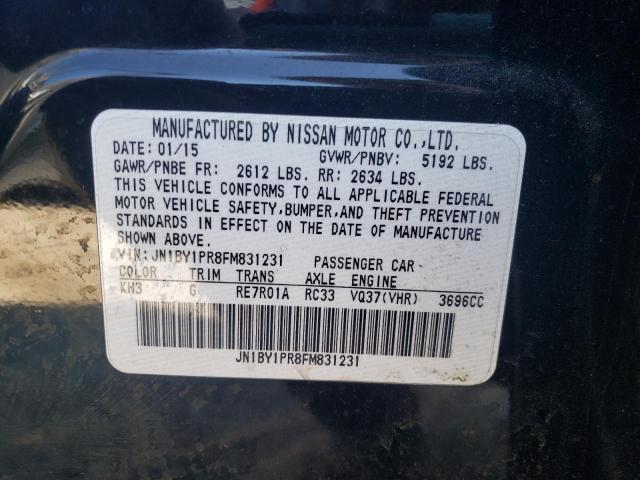 MANUFACTURED BY NISSAN MOTOR CO.,LTD.
DATE: 01/15 GVWR/PNBV: 5192 LBS.
GAWR/PNBE FR: 2612 LBS. RR: 2634 LBS.
THIS VEHICLE CONFORMS TO ALL APPLICABLE FEDERAL
MOTOR VEHICLE SAFETY,BUMPER,AND THEFT PREVENTION
STANDARDS IN EFFECT ON THE DATE OF MANUFACTURE
SHOWN ABOVE.
VIN: JN1BY1PR8FM831231 PASSENGER CAR
COLOR TRIM TRANS AXLE ENGINE
KH3 G RE7R01A RC33 VQ37(VHR) 3696CC
JN1BY1PR8FM831231